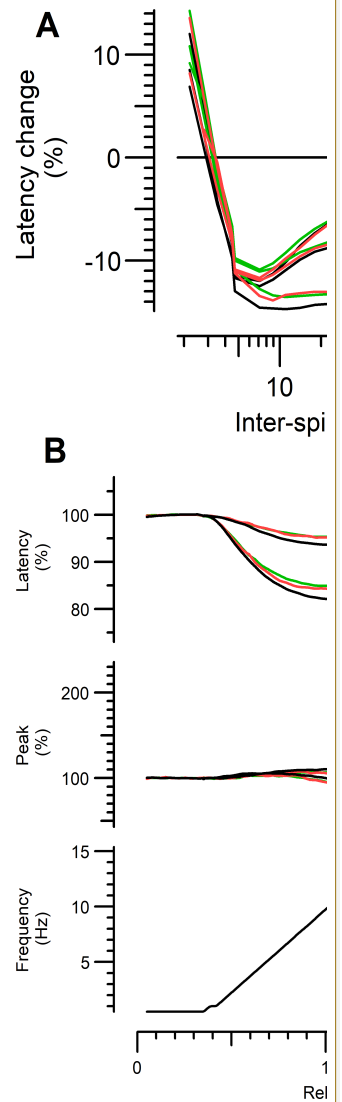 A
Latency change
(%)
10
0
-10
10
Inter-spi
B
Latency
(%)
100
90
80
Peak
(%)
200
100
Frequency
(Hz)
15
10
5
0
1
Rel